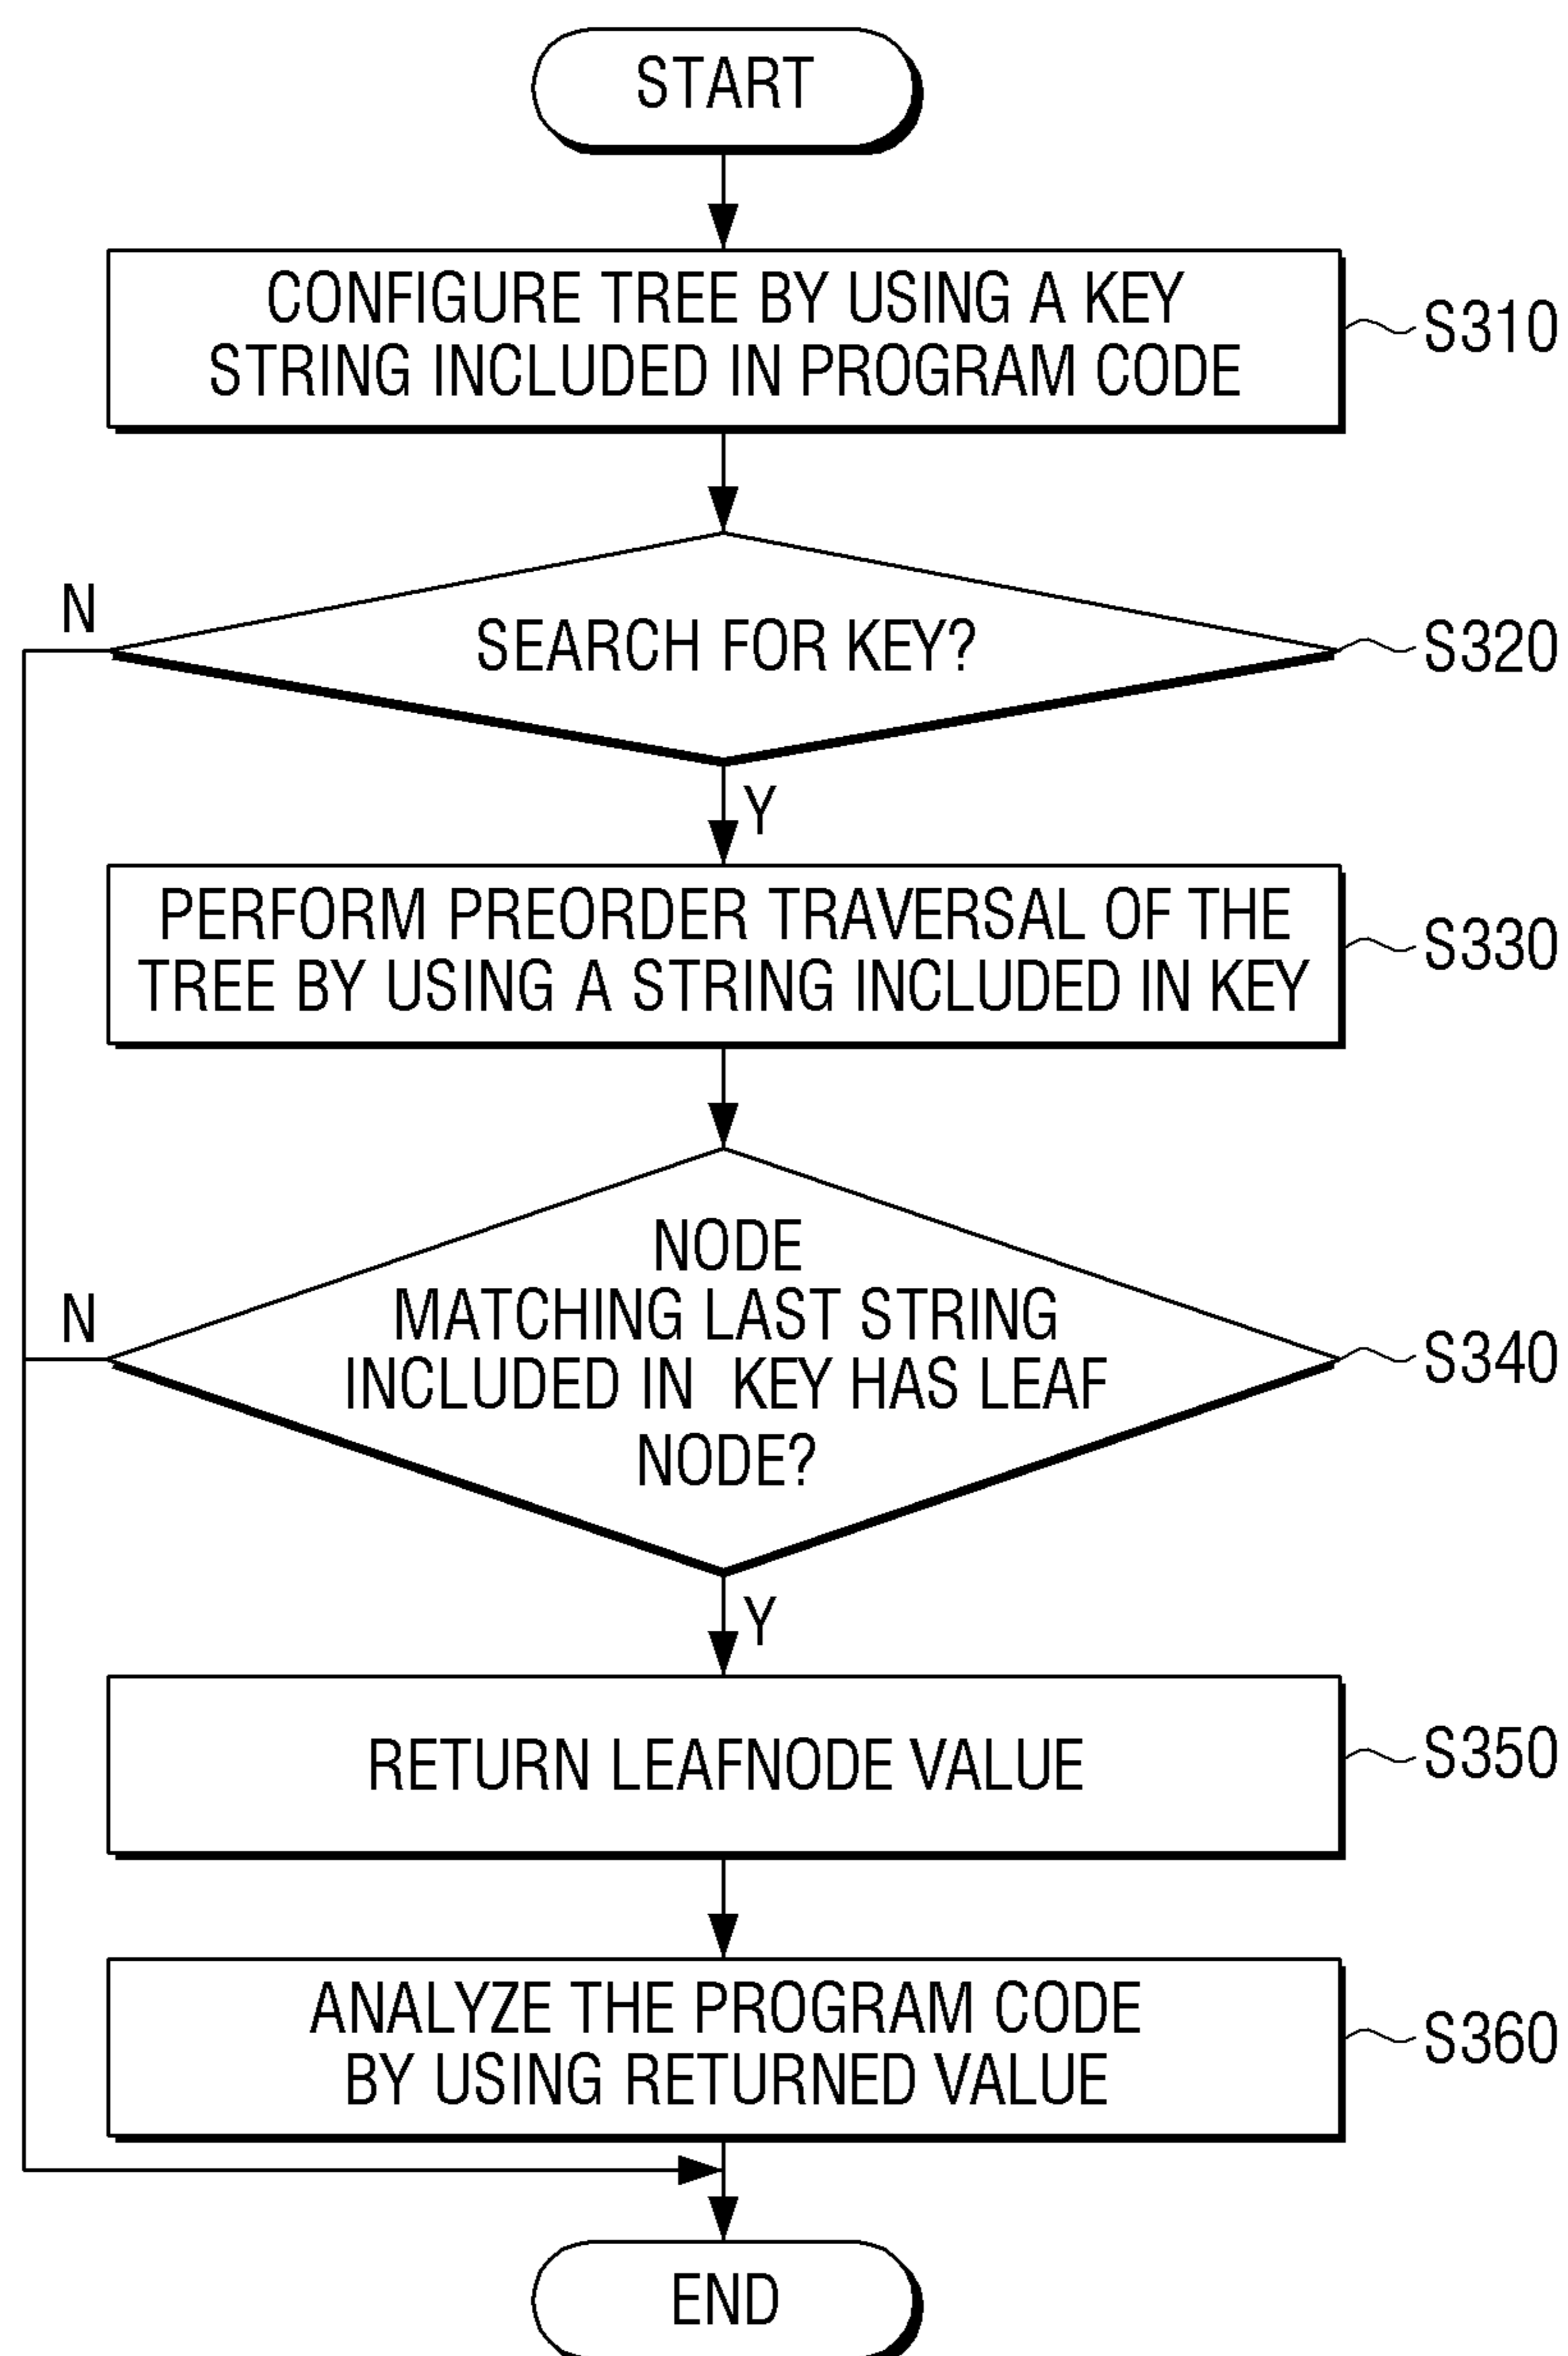 START
CONFIGURE TREE BY USING A KEY
STRING INCLUDED IN PROGRAM CODE
S310
N
SEARCH FOR KEY?
S320
Y
PERFORM PREORDER TRAVERSAL OF THE
TREE BY USING A STRING INCLUDED IN KEY
S330
NODE
MATCHING LAST STRING
INCLUDED IN KEY HAS LEAF
NODE?
N
S340
Y
RETURN LEAFNODE VALUE
S350
ANALYZE THE PROGRAM CODE
BY USING RETURNED VALUE
S360
END